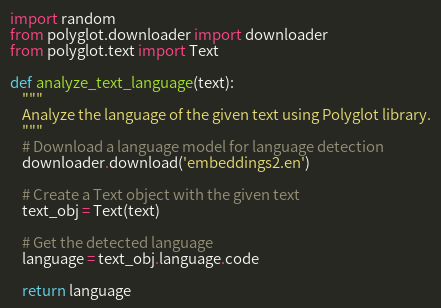 import random
from polyglot.downloader import downloader
from polyglot.text import Text

def analyze_text_language(text):
    """
    Analyze the language of the given text using Polyglot library.
    """
    # Download a language model for language detection
    downloader.download('embeddings2.en')

    # Create a Text object with the given text
    text_obj = Text(text)

    # Get the detected language
    language = text_obj.language.code

    return language